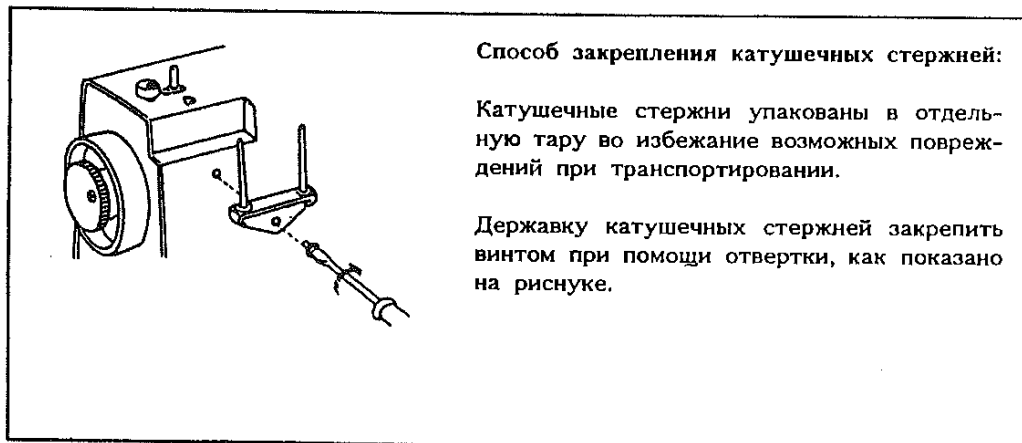 Способ закрепления катушечных стержней:
Катушечные стержни упакованы в отдель-
ную тару во избежание возможных повреж-
дений при транспортировании.
Державку катушечных стержней закрепить
винтом при помощи отвертки, как показано
на риснуке.